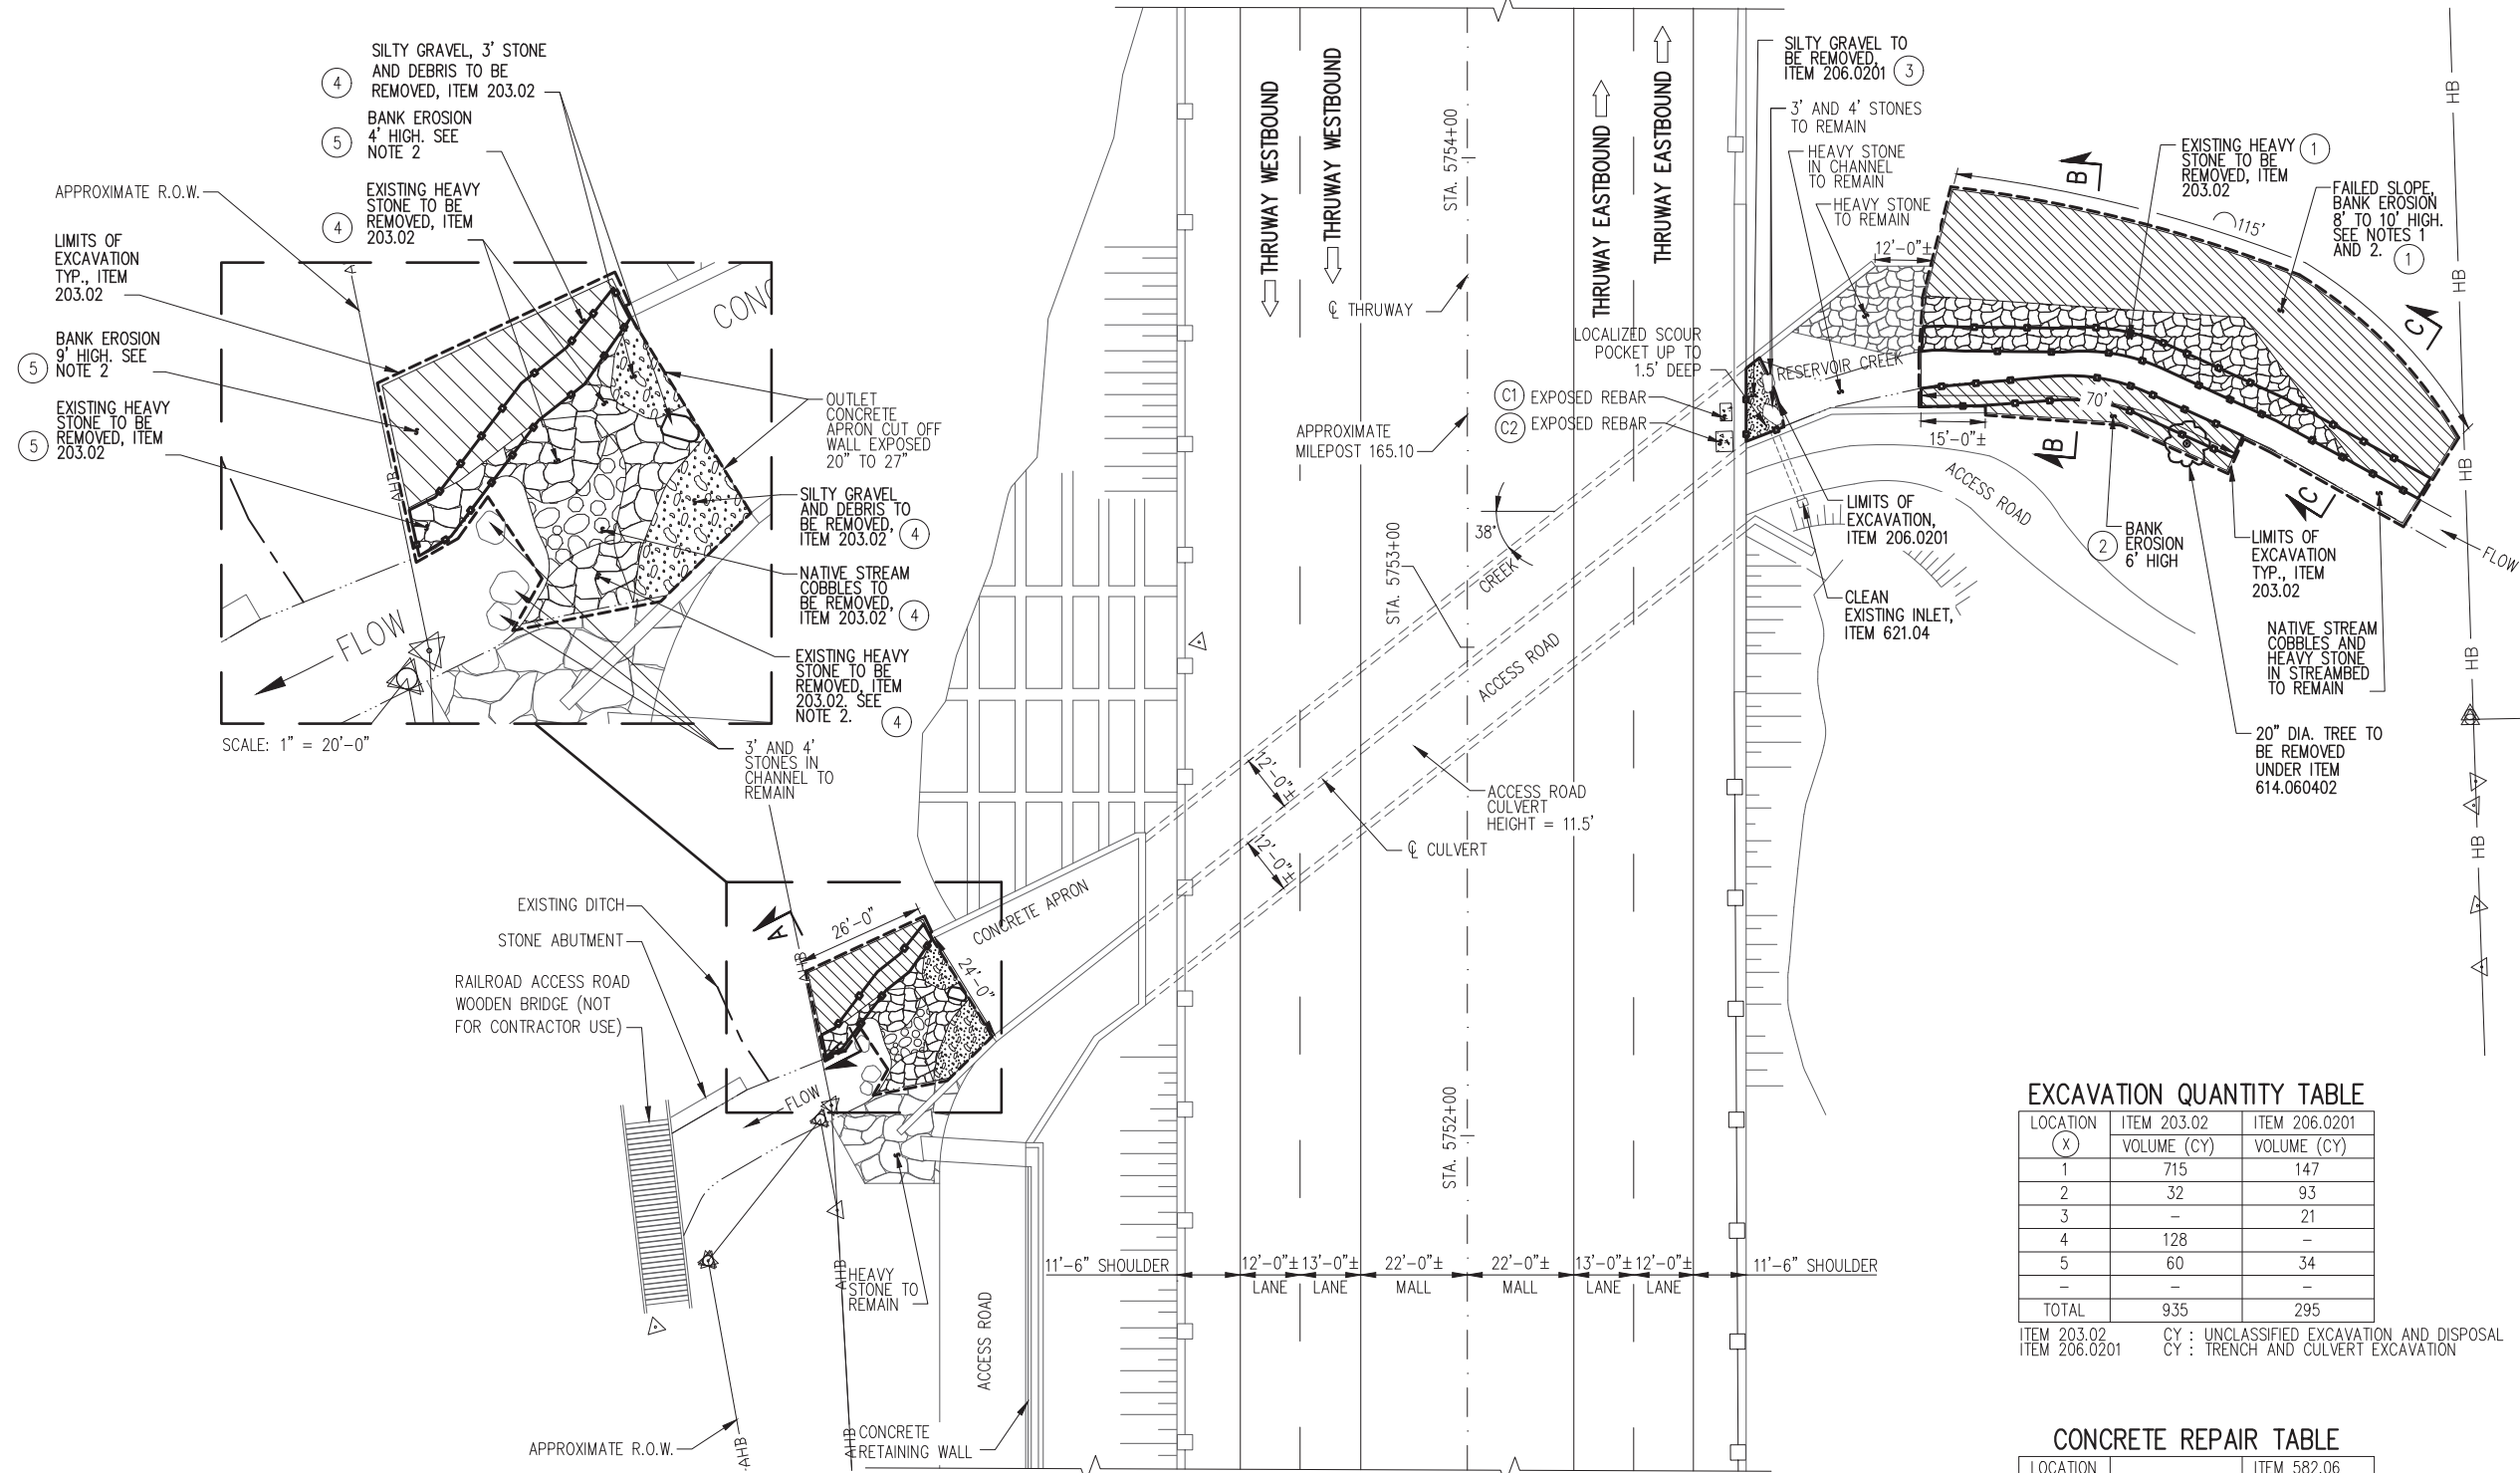 SILTY GRAVEL, 3' STONE
AND DEBRIS TO BE
REMOVED, ITEM 203.02
4
BANK EROSION
4' HIGH. SEE
NOTE 2
5
EXISTING HEAVY
STONE TO BE
REMOVED, ITEM
203.02
4
APPROXIMATE R.O.W.
LIMITS OF
EXCAVATION
TYP., ITEM
203.02
BANK EROSION
9' HIGH. SEE
NOTE 2
5
EXISTING HEAVY
STONE TO BE
REMOVED, ITEM
203.02
5
A
AHB
CONC
FLOW
SCALE: 1" = 20'-0"
OUTLET
CONCRETE
APRON CUT OFF
WALL EXPOSED
20" TO 27"
SILTY GRAVEL
AND DEBRIS TO
BE REMOVED,
ITEM 203.02
4
NATIVE STREAM
COBBLES TO
BE REMOVED,
ITEM 203.02
4
EXISTING HEAVY
STONE TO BE
REMOVED, ITEM
203.02. SEE
NOTE 2.
4
3' AND 4'
STONES IN
CHANNEL TO
REMAIN
EXISTING DITCH
STONE ABUTMENT
RAILROAD ACCESS ROAD
WOODEN BRIDGE (NOT
FOR CONTRACTOR USE)
A
26'-0"
24'-0"
AHB
FLOW
CONCRETE APRON
HEAVY
STONE TO
REMAIN
AHB
ACCESS ROAD
APPROXIMATE R.O.W.
AHB
AHB
CONCRETE
RETAINING WALL
THRUWAY WESTBOUND
THRUWAY WESTBOUND
STA. 5754+00
THRUWAY EASTBOUND
THRUWAY EASTBOUND
℄ THRUWAY
APPROXIMATE
MILEPOST 165.10
STA. 5753+00
38'
CREEK
ACCESS ROAD
12'-0"±
12'-0"±
ACCESS ROAD
CULVERT
HEIGHT = 11.5'
℄ CULVERT
STA. 5752+00
11'-6" SHOULDER
12'-0"±
LANE
13'-0"±
LANE
22'-0"±
MALL
22'-0"±
MALL
13'-0"±
LANE
12'-0"±
LANE
11'-6" SHOULDER
SILTY GRAVEL TO
BE REMOVED,
ITEM 206.0201
3
3' AND 4' STONES
TO REMAIN
HEAVY STONE
IN CHANNEL
TO REMAIN
HEAVY STONE
TO REMAIN
12'-0"±
LOCALIZED SCOUR
POCKET UP TO
1.5' DEEP
C1 EXPOSED REBAR
C2 EXPOSED REBAR
RESERVOIR CREEK
B
B
C
C
115'
70'
15'-0"±
EXISTING HEAVY
STONE TO BE
REMOVED, ITEM
203.02
1
FAILED SLOPE,
BANK EROSION
8' TO 10' HIGH.
SEE NOTES 1
AND 2.
1
HB
HB
HB
HB
HB
FLOW
LIMITS OF
EXCAVATION,
ITEM 206.0201
ACCESS ROAD
CLEAN
EXISTING INLET,
ITEM 621.04
2
BANK
EROSION
6' HIGH
LIMITS OF
EXCAVATION
TYP., ITEM
203.02
NATIVE STREAM
COBBLES AND
HEAVY STONE
IN STREAMBED
TO REMAIN
20" DIA. TREE TO
BE REMOVED
UNDER ITEM
614.060402
EXCAVATION QUANTITY TABLE
LOCATION ITEM 203.02 ITEM 206.0201
X VOLUME (CY) VOLUME (CY)
1 715 147
2 32 93
3 - 21
4 128 -
5 60 34
- - -
TOTAL 935 295
ITEM 203.02 CY : UNCLASSIFIED EXCAVATION AND DISPOSAL
ITEM 206.0201 CY : TRENCH AND CULVERT EXCAVATION
CONCRETE REPAIR TABLE
LOCATION ITEM 582.06